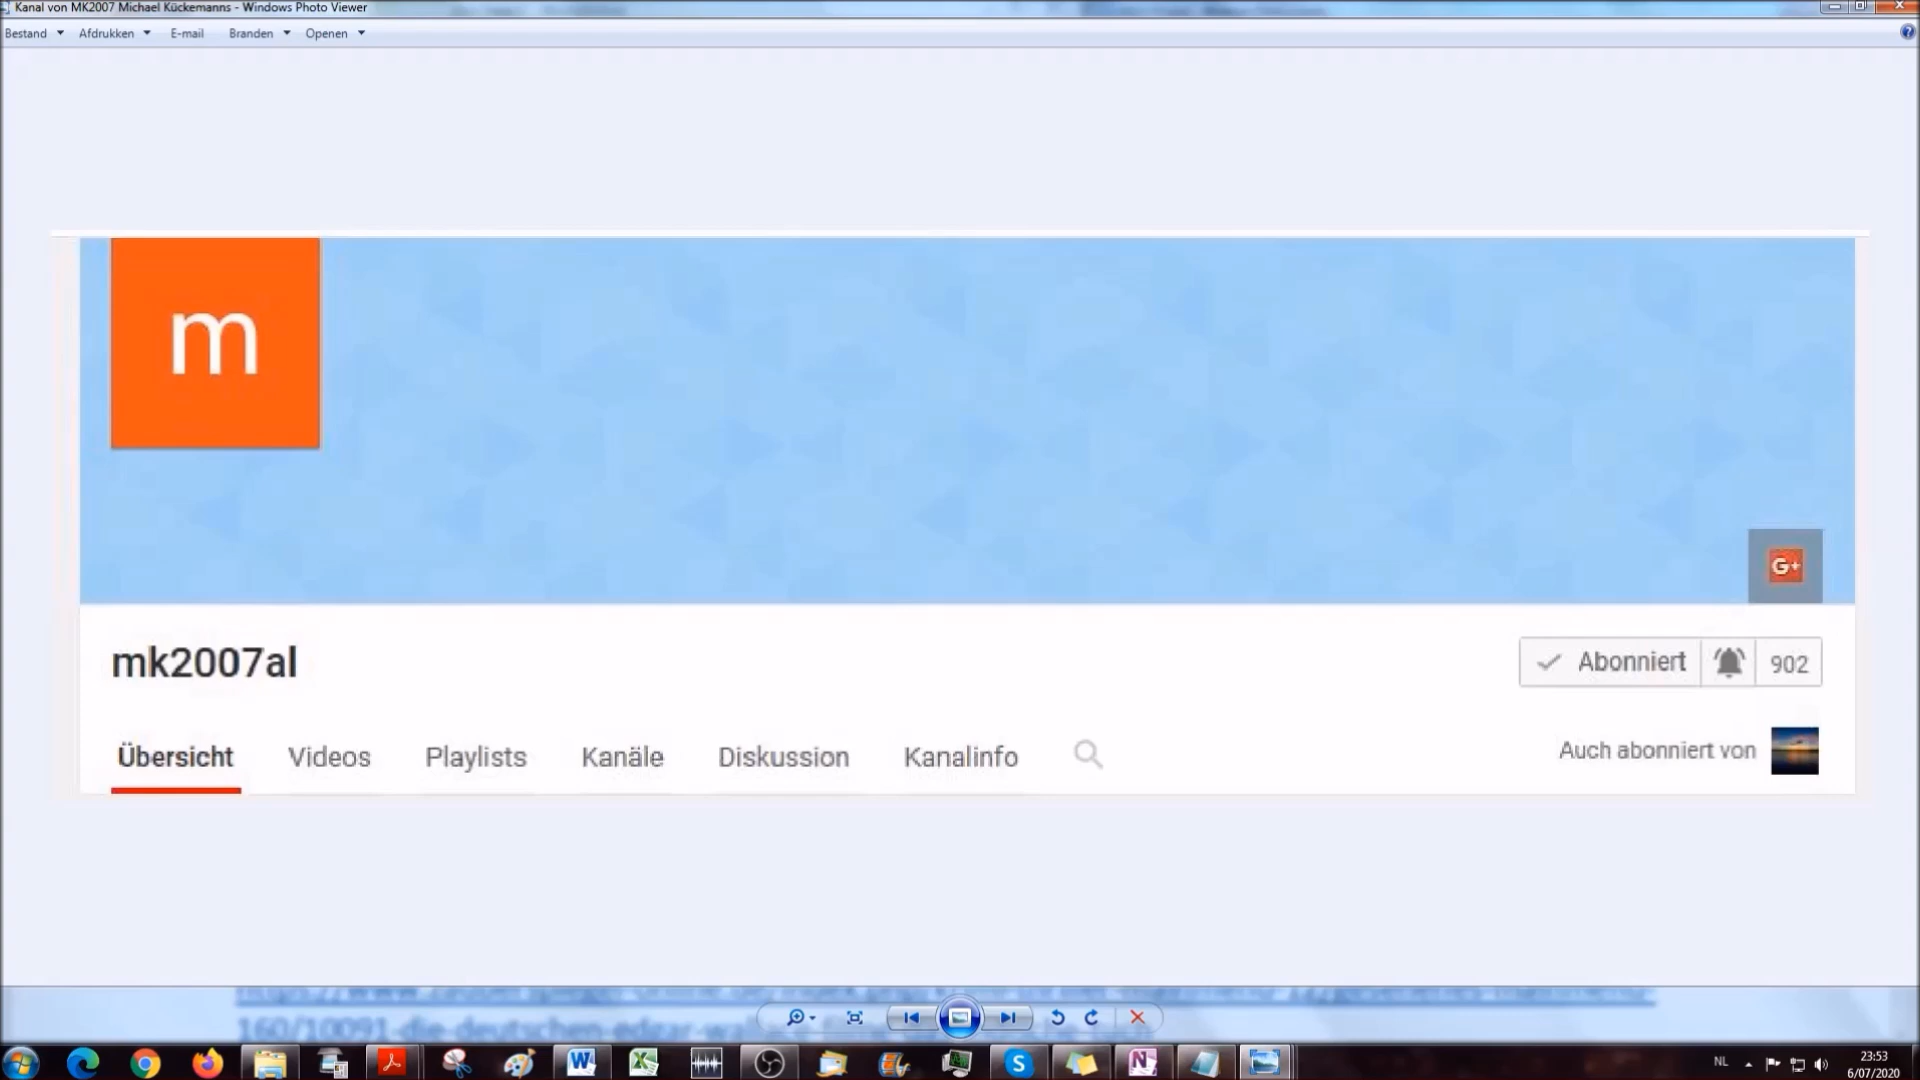 Kanal von MK2007 Michael Kückemanns - Windows Photo Viewer
Bestand Afdrukken E-mail Branden Openen
m
G+
mk2007al
Abonniert 902
Übersicht Videos Playlists Kanäle Diskussion Kanalinfo
Auch abonniert von
160/10091-die-deutschen-edgar-
NL
23:53
6/07/2020